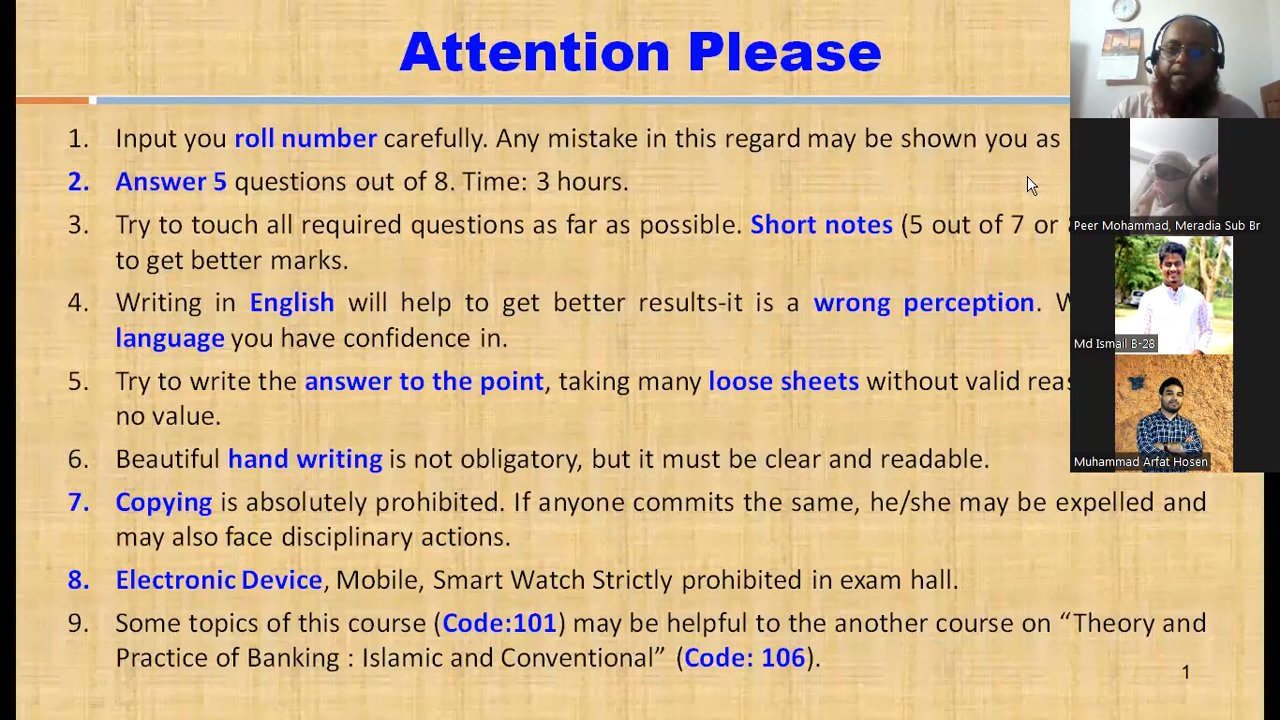 Attention Please
1. Input you roll number carefully. Any mistake in this regard may be shown you as
2. Answer 5 questions out of 8. Time: 3 hours.
3. Try to touch all required questions as far as possible. Short notes (5 out of 7 or
to get better marks.
4. Writing in English will help to get better results-it is a wrong perception.
language you have confidence in.
5. Try to write the answer to the point, taking many loose sheets without valid
no value.
6. Beautiful hand writing is not obligatory, but it must be clear and readable.
7. Copying is absolutely prohibited. If anyone commits the same, he/she may be expelled and
may also face disciplinary actions.
8. Electronic Device, Mobile, Smart Watch Strictly prohibited in exam hall.
9. Some topics of this course (Code:101) may be helpful to the another course on “Theory and
Practice of Banking : Islamic and Conventional” (Code: 106).
1
Peer Mohammad, Meradia Sub Br
Md Ismail B-28
Muhammad Arfat Hosen